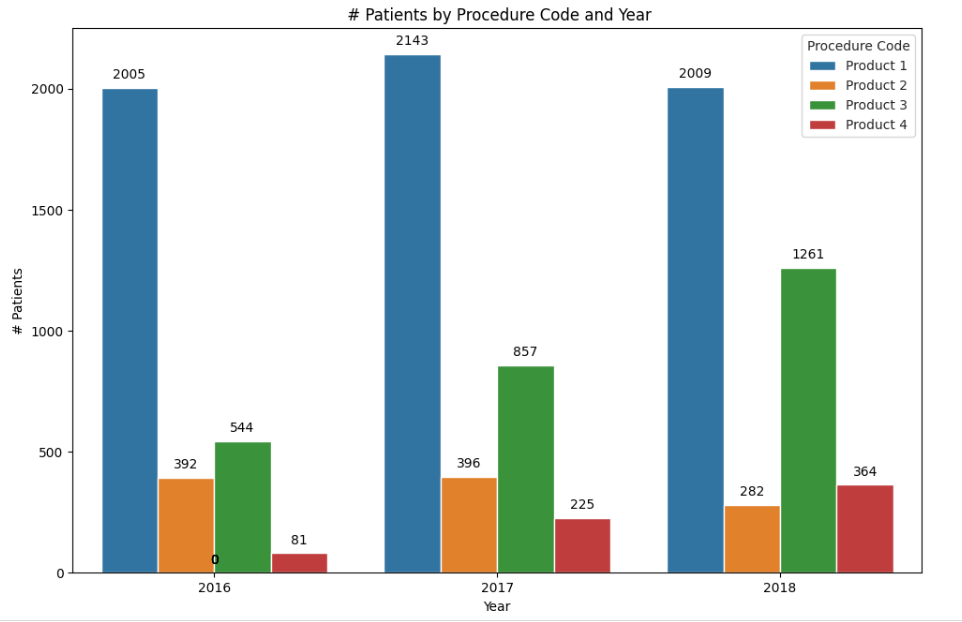 # Patients by Procedure Code and Year
2143
2005
2009
Procedure Code
Product 1
Product 2
Product 3
Product 4
2000
1500
1261
1000
857
544
500
392
396
282
364
225
81
0
0
# Patients
2016
2017
2018
Year